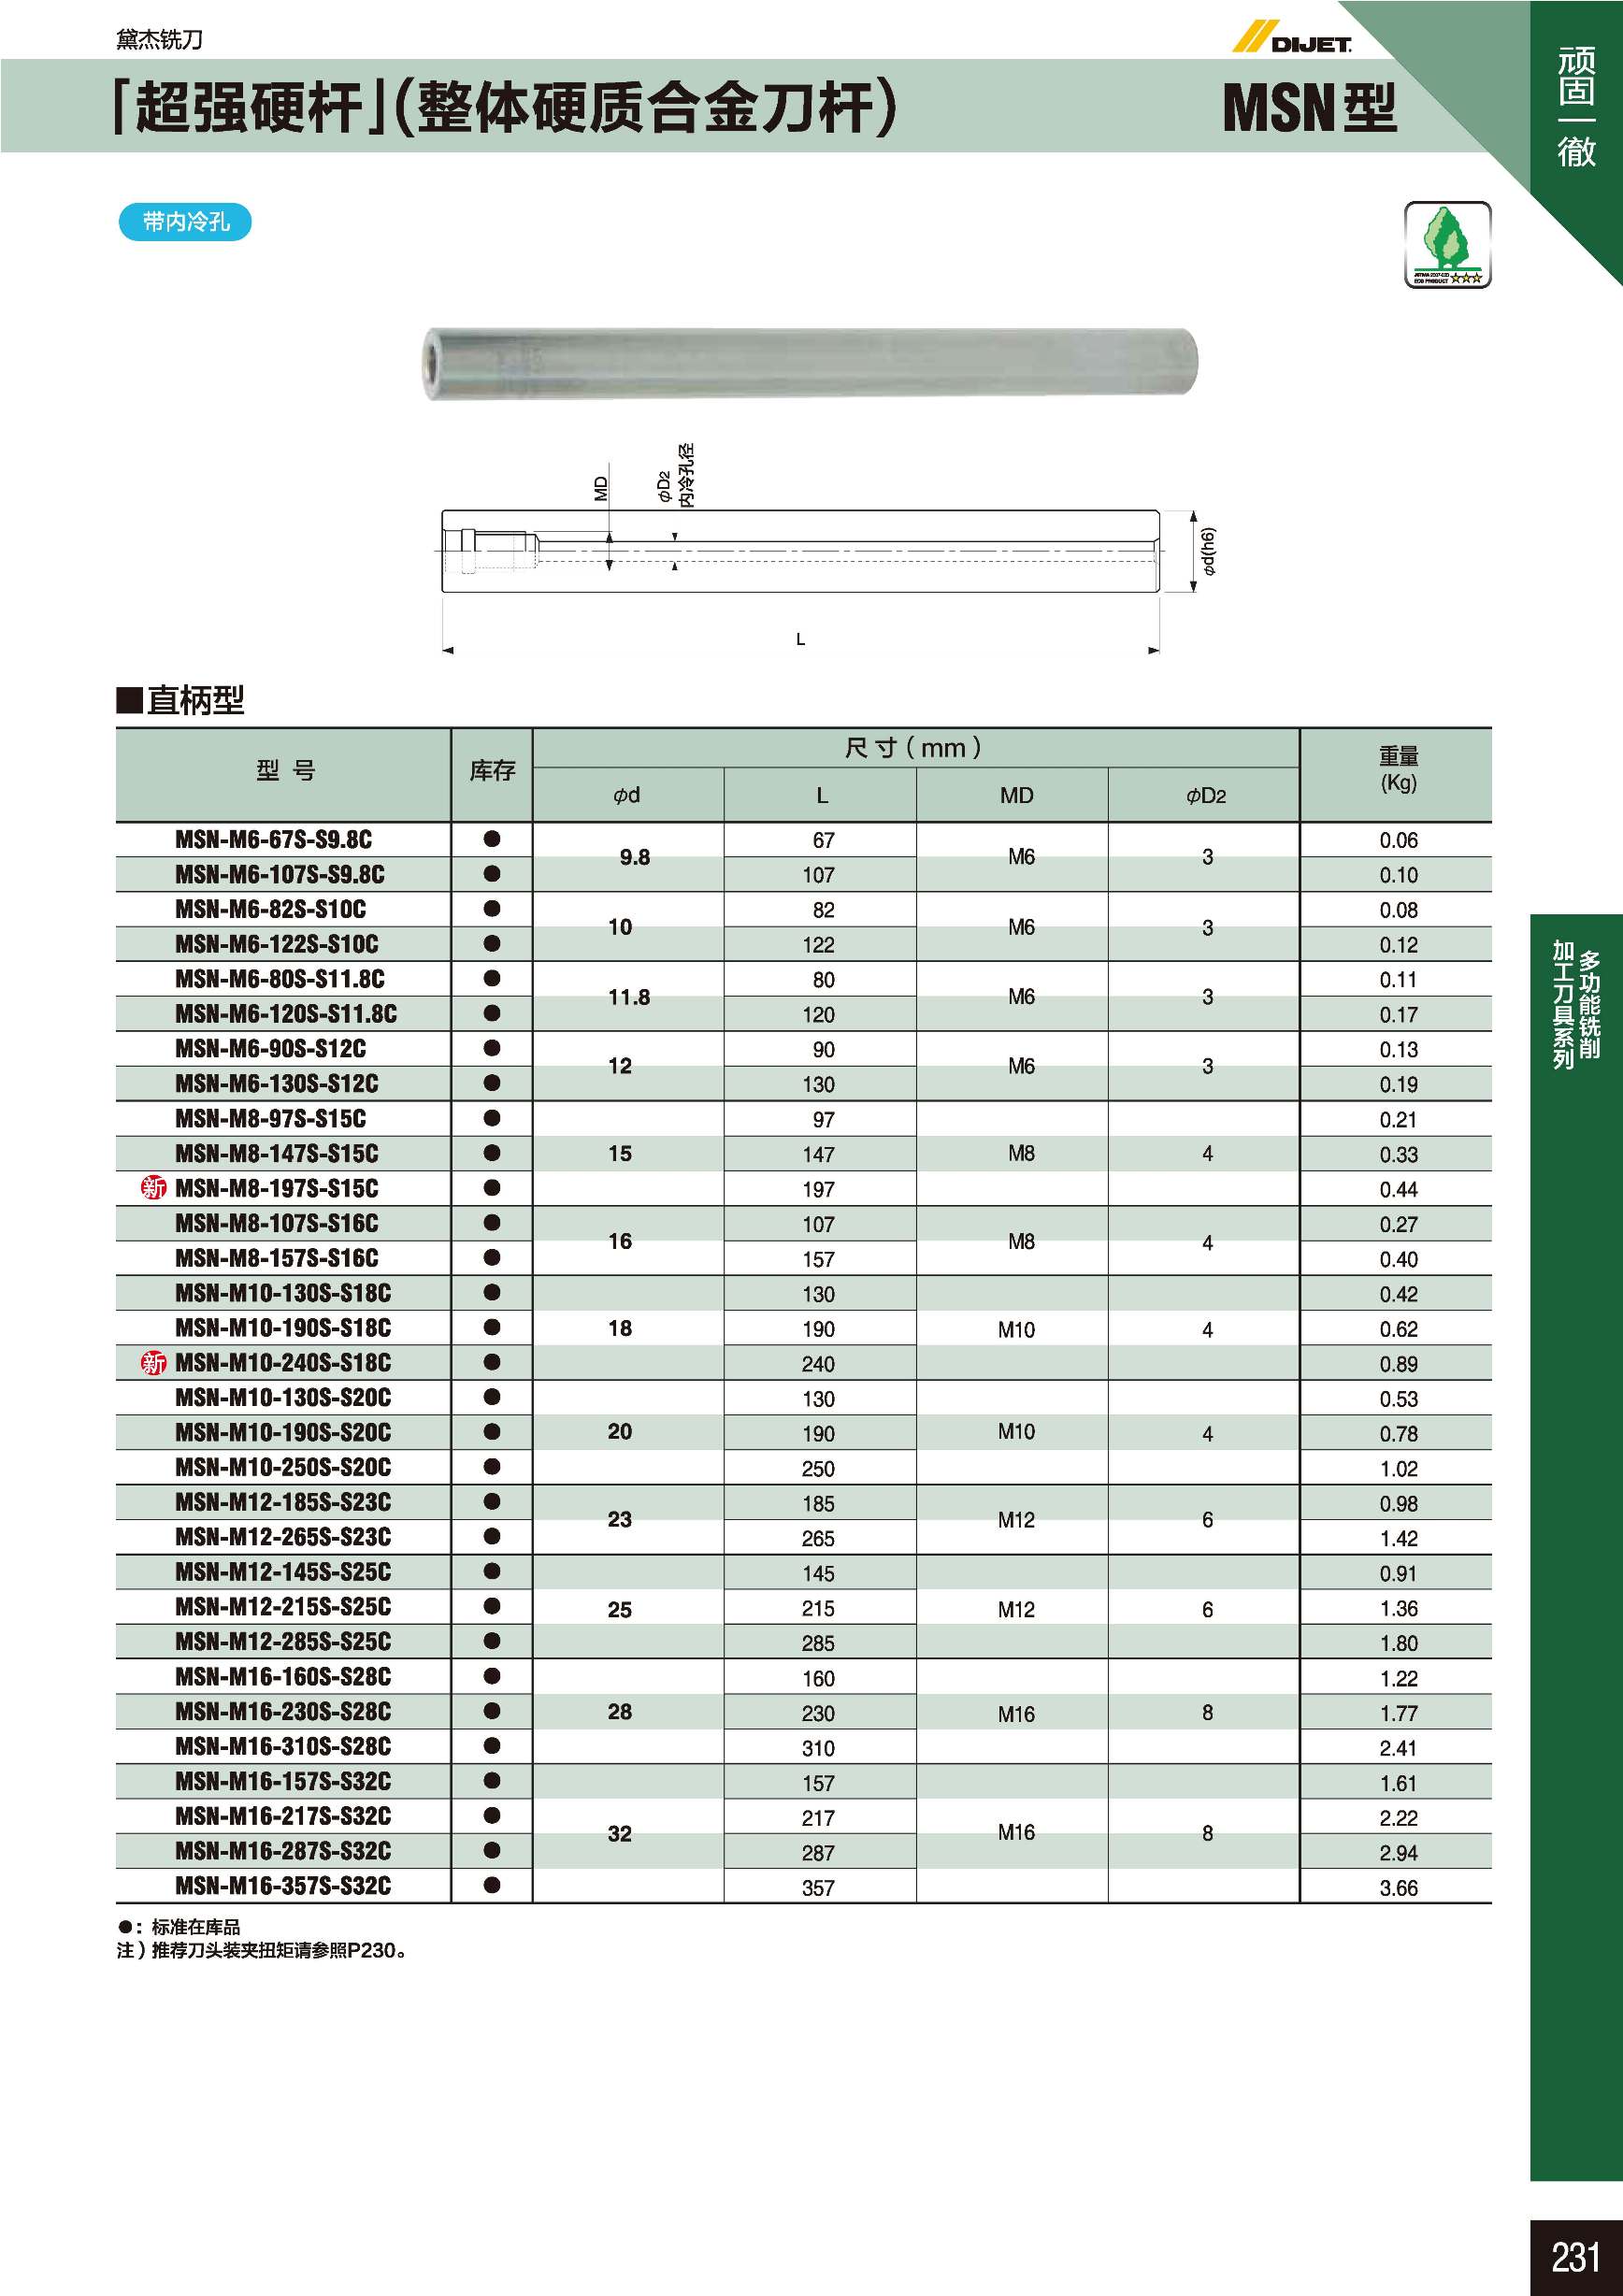 黛杰铣刀
DIJET.
「超强硬杆」(整体硬质合金刀杆)
MSN型
顽固一徹
带内冷孔
ECO PRODUCT ☆☆☆
MD
φD2
内冷孔径
φd(h6)
L
■直柄型
型 号 库存 尺 寸 ( mm ) 重量 (Kg)
φd L MD φD2
MSN-M6-67S-S9.8C ● 9.8 67 M6 3 0.06
MSN-M6-107S-S9.8C ● 107 0.10
MSN-M6-82S-S10C ● 10 82 M6 3 0.08
MSN-M6-122S-S10C ● 122 0.12
MSN-M6-80S-S11.8C ● 11.8 80 M6 3 0.11
MSN-M6-120S-S11.8C ● 120 0.17
MSN-M6-90S-S12C ● 12 90 M6 3 0.13
MSN-M6-130S-S12C ● 130 0.19
MSN-M8-97S-S15C ● 97 0.21
MSN-M8-147S-S15C ● 15 147 M8 4 0.33
新 MSN-M8-197S-S15C ● 197 0.44
MSN-M8-107S-S16C ● 16 107 M8 4 0.27
MSN-M8-157S-S16C ● 157 0.40
MSN-M10-130S-S18C ● 130 0.42
MSN-M10-190S-S18C ● 18 190 M10 4 0.62
新 MSN-M10-240S-S18C ● 240 0.89
MSN-M10-130S-S20C ● 130 0.53
MSN-M10-190S-S20C ● 20 190 M10 4 0.78
MSN-M10-250S-S20C ● 250 1.02
MSN-M12-185S-S23C ● 23 185 M12 6 0.98
MSN-M12-265S-S23C ● 265 1.42
MSN-M12-145S-S25C ● 145 0.91
MSN-M12-215S-S25C ● 25 215 M12 6 1.36
MSN-M12-285S-S25C ● 285 1.80
MSN-M16-160S-S28C ● 160 1.22
MSN-M16-230S-S28C ● 28 230 M16 8 1.77
MSN-M16-310S-S28C ● 310 2.41
MSN-M16-157S-S32C ● 157 1.61
MSN-M16-217S-S32C ● 32 217 M16 8 2.22
MSN-M16-287S-S32C ● 287 2.94
MSN-M16-357S-S32C ● 357 3.66
●: 标准在库品
注) 推荐刀头装夹扭矩请参照P230。
多功能铣削
加工刀具系列
231